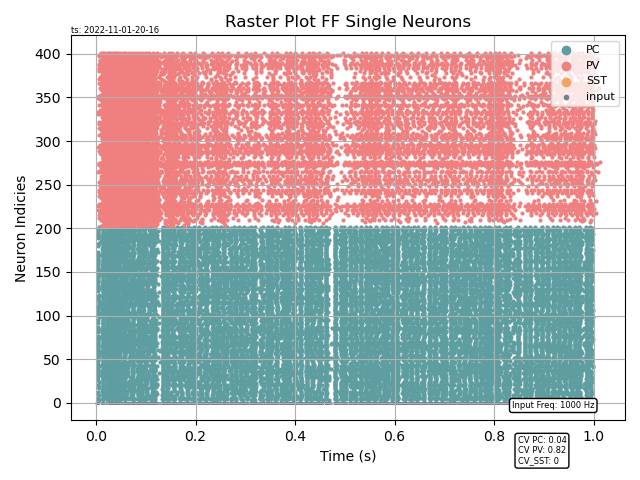 Raster Plot FF Single Neurons
ts: 2022-11-01-20-16
PC
PV
SST
input
Neuron Indicies
400
350
300
250
200
150
100
50
0
Input Freq: 1000 Hz
0.0 0.2 0.4 0.6 0.8 1.0
Time (s)
CV PC: 0.04
CV PV: 0.82
CV_SST: 0